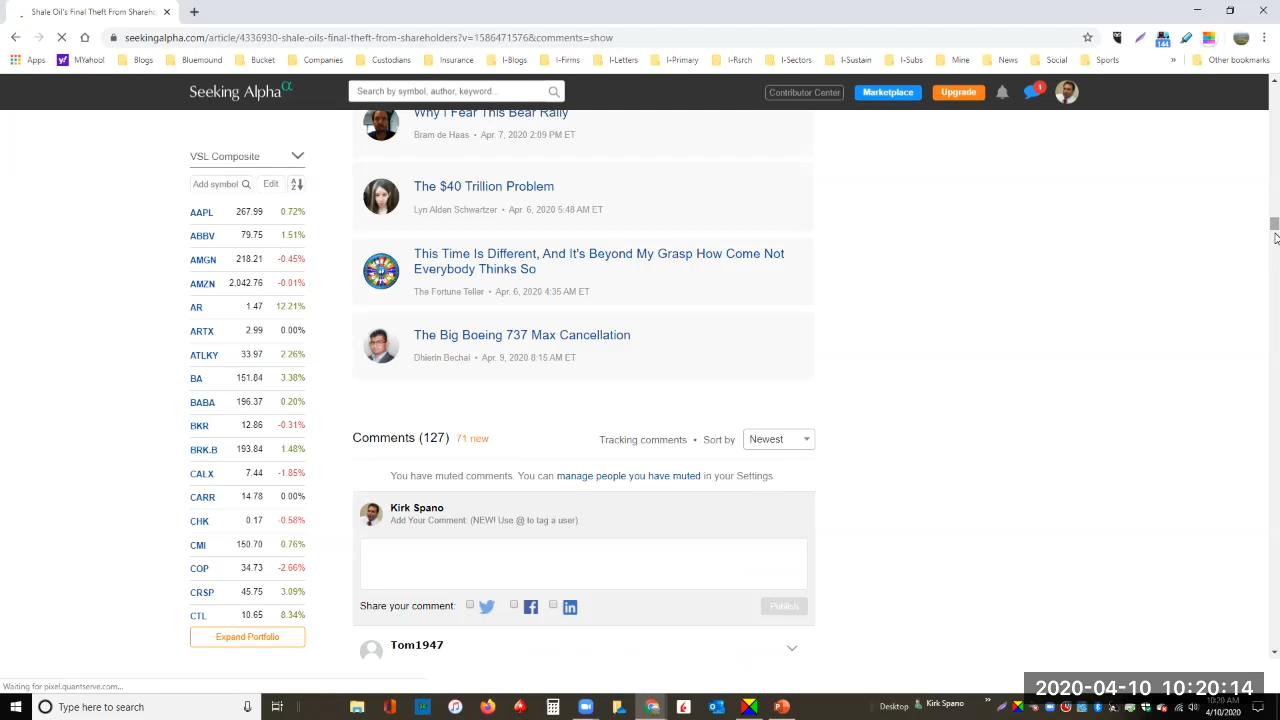 Shale Oil's Final Theft From Shareh
seekingalpha.com/article/4336930-shale-oils-final-theft-from-shareholders?v=1586471576&comments=show
144
Apps MYahoo! Blogs Bluemound Bucket Companies Custodians Insurance I-Blogs I-Firms I-Letters I-Primary I-Rsrch I-Sectors I-Sustain I-Subs Mine News Social Sports » Other bookmarks
Seeking Alpha α
Search by symbol, author, keyword...
Contributor Center
Marketplace
Upgrade
1
VSL Composite
Add symbol
Edit
AAPL 267.99 0.72%
ABBV 79.75 1.51%
AMGN 218.21 -0.45%
AMZN 2,042.76 -0.01%
AR 1.47 12.21%
ARTX 2.99 0.00%
ATLKY 33.97 2.26%
BA 151.84 3.38%
BABA 196.37 0.20%
BKR 12.86 -0.31%
BRK.B 193.84 1.48%
CALX 7.44 -1.85%
CARR 14.78 0.00%
CHK 0.17 -0.58%
CMI 150.70 0.76%
COP 34.73 -2.66%
CRSP 45.75 3.09%
CTL 10.65 8.34%
Expand Portfolio
Why I Fear This Bear Rally
Bram de Haas • Apr. 7, 2020 2:09 PM ET
The $40 Trillion Problem
Lyn Alden Schwartzer • Apr. 6, 2020 5:48 AM ET
This Time Is Different, And It's Beyond My Grasp How Come Not
Everybody Thinks So
The Fortune Teller • Apr. 6, 2020 4:35 AM ET
The Big Boeing 737 Max Cancellation
Dhierin Bechai • Apr. 9, 2020 8:15 AM ET
Comments (127) 71 new
Tracking comments • Sort by Newest
You have muted comments. You can manage people you have muted in your Settings.
Kirk Spano
Add Your Comment: (NEW! Use @ to tag a user)
Share your comment:
Publish
Tom1947
Waiting for pixel.quantserve.com...
2020-04-10 10:20:14
Type here to search
Desktop
Kirk Spano
10:20 AM
4/10/2020